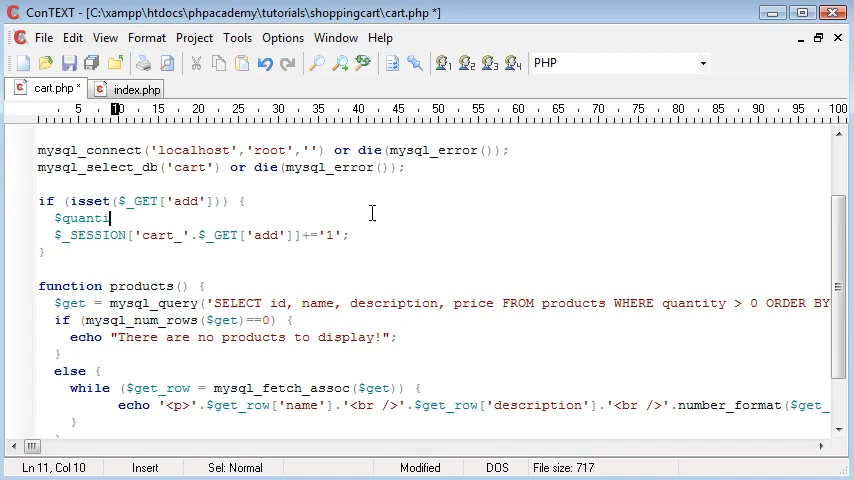 ConTEXT - [C:\xampp\htdocs\phpacademy\tutorials\shoppingcart\cart.php *]
File Edit View Format Project Tools Options Window Help
1 2 3 4 PHP
cart.php * index.php
5 10 15 20 25 30 35 40 45 50 55 60 65 70 75 80 85 90 95 100
mysql_connect('localhost','root','') or die(mysql_error());
mysql_select_db('cart') or die(mysql_error());
if (isset($_GET['add'])) {
$quanti
$_SESSION['cart_'.$_GET['add']]+='1';
}
function products() {
$get = mysql_query('SELECT id, name, description, price FROM products WHERE quantity > 0 ORDER BY
if (mysql_num_rows($get)==0) {
echo "There are no products to display!";
}
else {
while ($get_row = mysql_fetch_assoc($get)) {
echo '<p>'.$get_row['name'].'<br />'.$get_row['description'].'<br />'.number_format($get_
}
}
Ln 11, Col 10 Insert Sel: Normal Modified DOS File size: 717